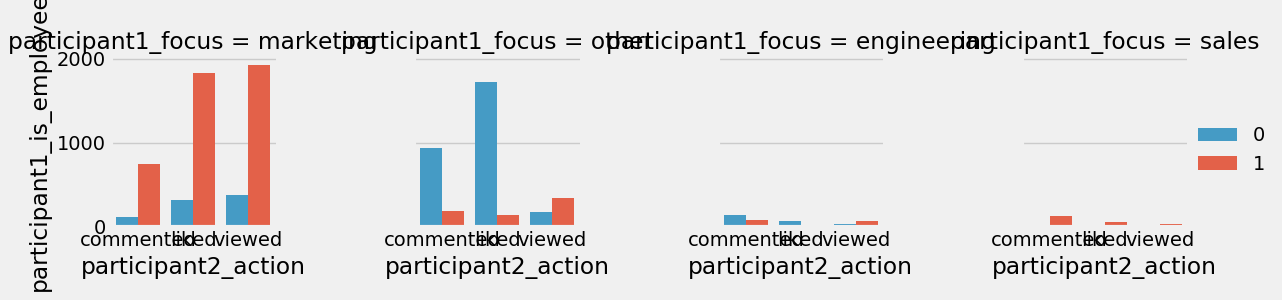 participant1_focus = marketing
participant1_focus = other
participant1_focus = engineering
participant1_focus = sales
participant1_is_employee
2000
1000
0
commented liked viewed
commented liked viewed
commented liked viewed
commented liked viewed
participant2_action
participant2_action
participant2_action
participant2_action
0
1